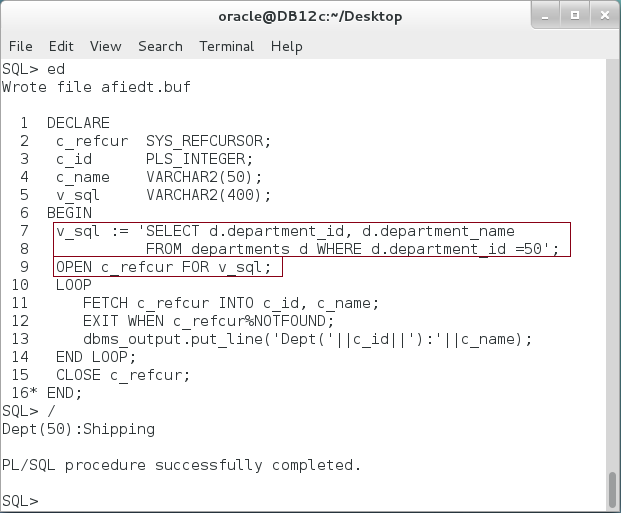 oracle@DB12c:~/Desktop
File Edit View Search Terminal Help
SQL> ed
Wrote file afiedt.buf
1 DECLARE
2 c_refcur SYS_REFCURSOR;
3 c_id PLS_INTEGER;
4 c_name VARCHAR2(50);
5 v_sql VARCHAR2(400);
6 BEGIN
7 v_sql := 'SELECT d.department_id, d.department_name
8 FROM departments d WHERE d.department_id =50';
9 OPEN c_refcur FOR v_sql;
10 LOOP
11 FETCH c_refcur INTO c_id, c_name;
12 EXIT WHEN c_refcur%NOTFOUND;
13 dbms_output.put_line('Dept('||c_id||'):'||c_name);
14 END LOOP;
15 CLOSE c_refcur;
16* END;
SQL> /
Dept(50):Shipping
PL/SQL procedure successfully completed.
SQL>